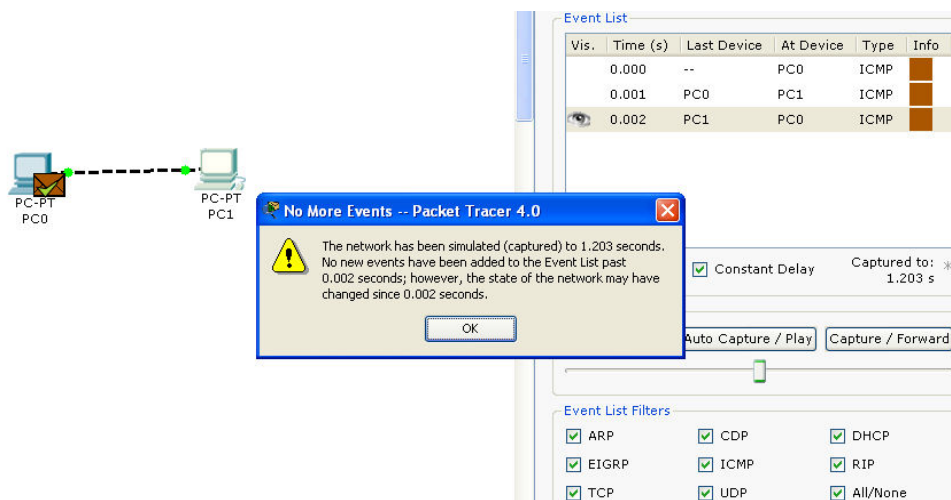 PC-PT
PC0
PC-PT
PC1
Event List
Vis. Time (s) Last Device At Device Type Info
0.000 -- PC0 ICMP
0.001 PC0 PC1 ICMP
0.002 PC1 PC0 ICMP
No More Events -- Packet Tracer 4.0
The network has been simulated (captured) to 1.203 seconds.
No new events have been added to the Event List past
0.002 seconds; however, the state of the network may have
changed since 0.002 seconds.
OK
Constant Delay
Captured to:
1.203 s
Auto Capture / Play
Capture / Forward
Event List Filters
ARP CDP DHCP
EIGRP ICMP RIP
TCP UDP All/None